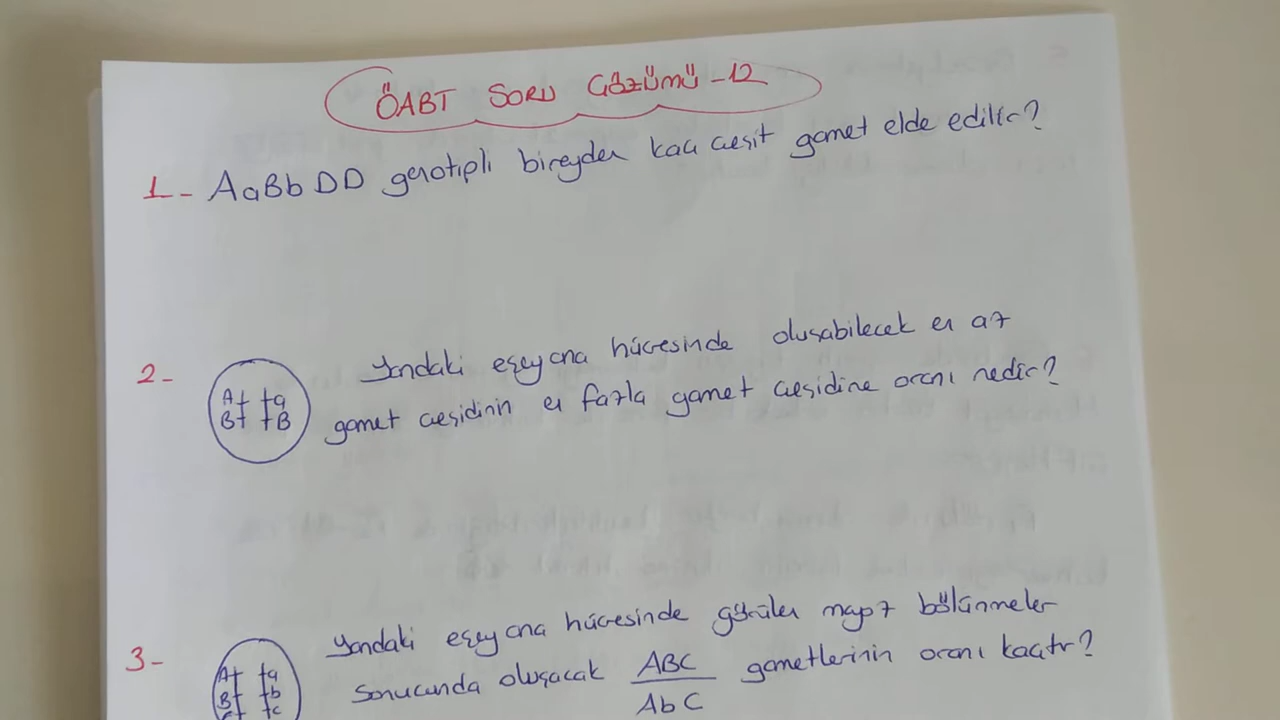 ÖABT SORU ÇÖZÜMÜ - 12
1- AaBbDD genotipli bireyden kaç çeşit gamet elde edilir?
2- Yandaki eşey ana hücresinde oluşabilecek en az
A a
B B
gamet çeşidinin en fazla gamet çeşidine oranı nedir?
3- Yandaki eşey ana hücresinde görülen mayoz bölünmeler
A a
B b
C c
sonucunda oluşacak ABC / AbC gametlerinin oranı kaçtır?